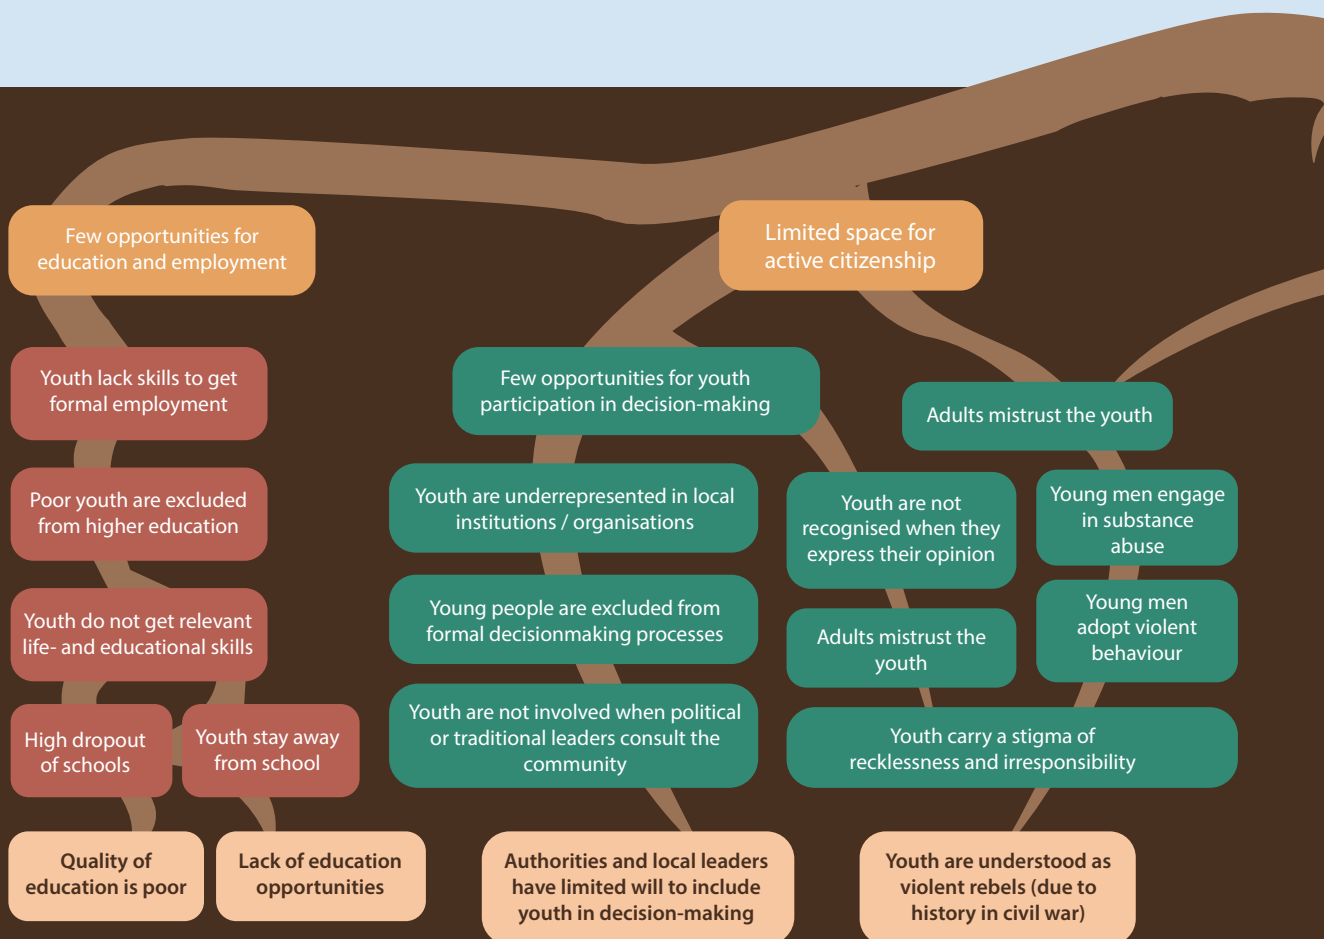 Few opportunities for
education and employment
Limited space for
active citizenship
Youth lack skills to get
formal employment
Few opportunities for youth
participation in decision-making
Adults mistrust the youth
Poor youth are excluded
from higher education
Youth are underrepresented in local
institutions / organisations
Youth are not
recognised when they
express their opinion
Young men engage
in substance
abuse
Youth do not get relevant
life- and educational skills
Young people are excluded from
formal decisionmaking processes
Adults mistrust the
youth
Young men
adopt violent
behaviour
High dropout
of schools
Youth stay away
from school
Youth are not involved when political
or traditional leaders consult the
community
Youth carry a stigma of
recklessness and irresponsibility
Quality of
education is poor
Lack of education
opportunities
Authorities and local leaders
have limited will to include
youth in decision-making
Youth are understood as
violent rebels (due to
history in civil war)